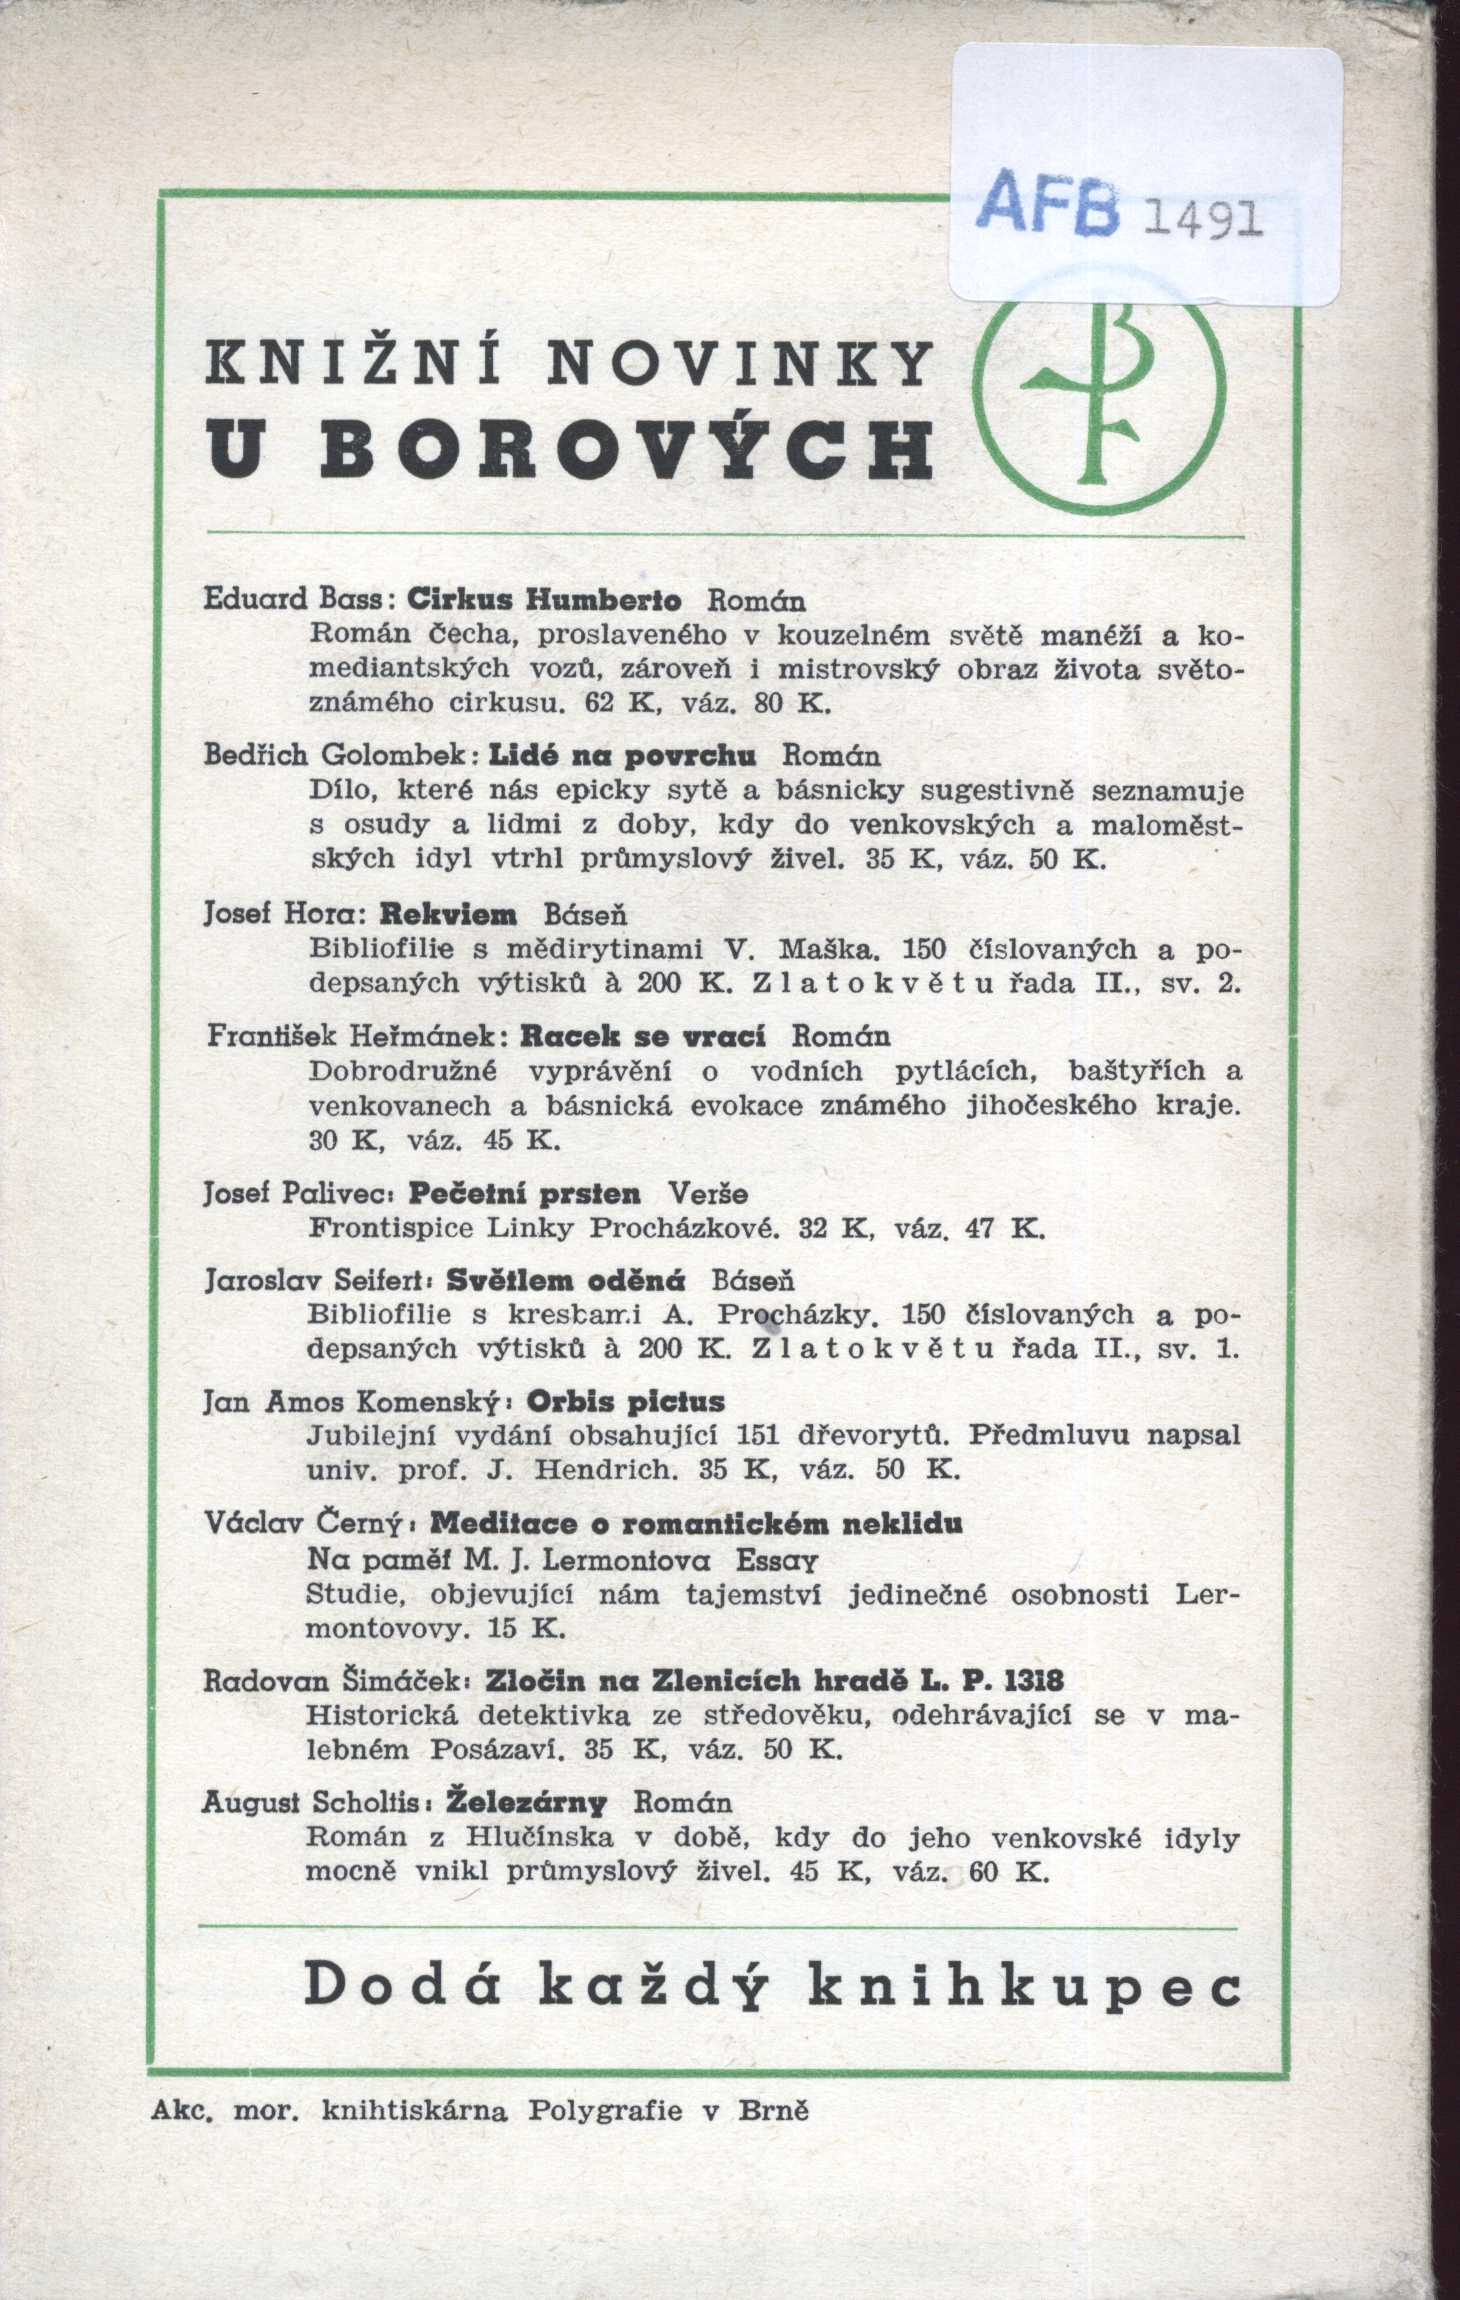 AFB 1491
KNIŽNÍ NOVINKY
U BOROVÝCH
BF
Eduard Bass: Cirkus Humberto Román
Román Čecha, proslaveného v kouzelném světě manéží a ko-
mediantských vozů, zároveň i mistrovský obraz života světo-
známého cirkusu. 62 K, váz. 80 K.
Bedřich Golombek: Lidé na povrchu Román
Dílo, které nás epicky sytě a básnicky sugestivně seznamuje
s osudy a lidmi z doby, kdy do venkovských a maloměst-
ských idyl vtrhl průmyslový živel. 35 K, váz. 50 K.
Josef Hora: Rekviem Báseň
Bibliofilie s mědirytinami V. Maška. 150 číslovaných a po-
depsaných výtisků à 200 K. Zlatokvětu řada II., sv. 2.
František Heřmánek: Racek se vrací Román
Dobrodružné vyprávění o vodních pytlácích, baštyřích a
venkovanech a básnická evokace známého jihočeského kraje.
30 K, váz. 45 K.
Josef Palivec: Pečetní prsten Verše
Frontispice Linky Procházkové. 32 K, váz. 47 K.
Jaroslav Seifert: Světlem oděná Báseň
Bibliofilie s kresbami A. Procházky. 150 číslovaných a po-
depsaných výtisků à 200 K. Zlatokvětu řada II., sv. 1.
Jan Amos Komenský: Orbis pictus
Jubilejní vydání obsahující 151 dřevorytů. Předmluvu napsal
univ. prof. J. Hendrich. 35 K, váz. 50 K.
Václav Černý: Meditace o romantickém neklidu
Na paměť M. J. Lermontova Essay
Studie, objevující nám tajemství jedinečné osobnosti Ler-
montovovy. 15 K.
Radovan Šimáček: Zločin na Zlenicích hradě L. P. 1318
Historická detektivka ze středověku, odehrávající se v ma-
lebném Posázaví. 35 K, váz. 50 K.
August Scholtis: Železárny Román
Román z Hlučínska v době, kdy do jeho venkovské idyly
mocně vnikl průmyslový živel. 45 K, váz. 60 K.
Dodá každý knihkupec
Akc. mor. knihtiskárna Polygrafie v Brně